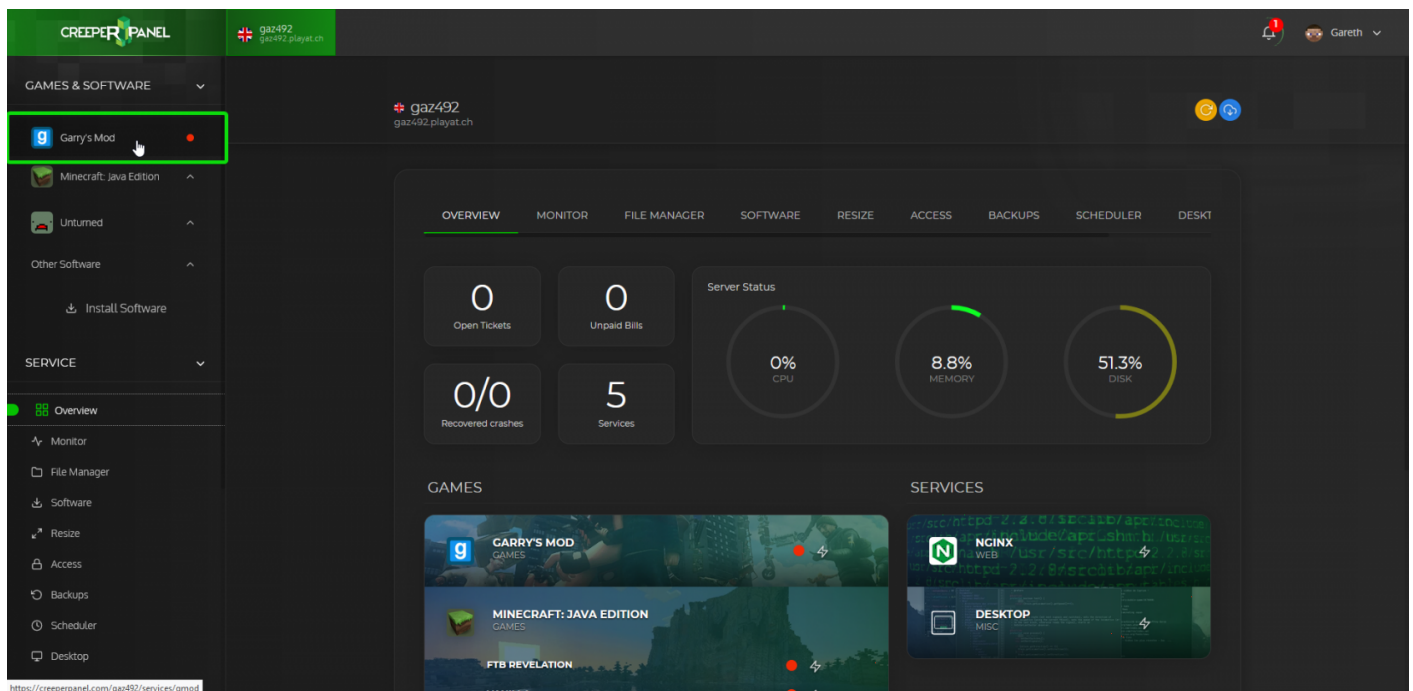 CREEPER PANEL
gaz492
gaz492.playat.ch
1
Gareth
GAMES & SOFTWARE
g Garry's Mod
Minecraft: Java Edition
Unturned
Other Software
Install Software
SERVICE
Overview
Monitor
File Manager
Software
Resize
Access
Backups
Scheduler
Desktop
https://creeperpanel.com/gaz492/services/gmod
gaz492
gaz492.playat.ch
OVERVIEW MONITOR FILE MANAGER SOFTWARE RESIZE ACCESS BACKUPS SCHEDULER DESKT
0
Open Tickets
0
Unpaid Bills
0/0
Recovered crashes
5
Services
Server Status
0%
CPU
8.8%
MEMORY
51.3%
DISK
GAMES
g GARRY'S MOD
GAMES
MINECRAFT: JAVA EDITION
GAMES
FTB REVELATION
SERVICES
N NGINX
WEB
DESKTOP
MISC